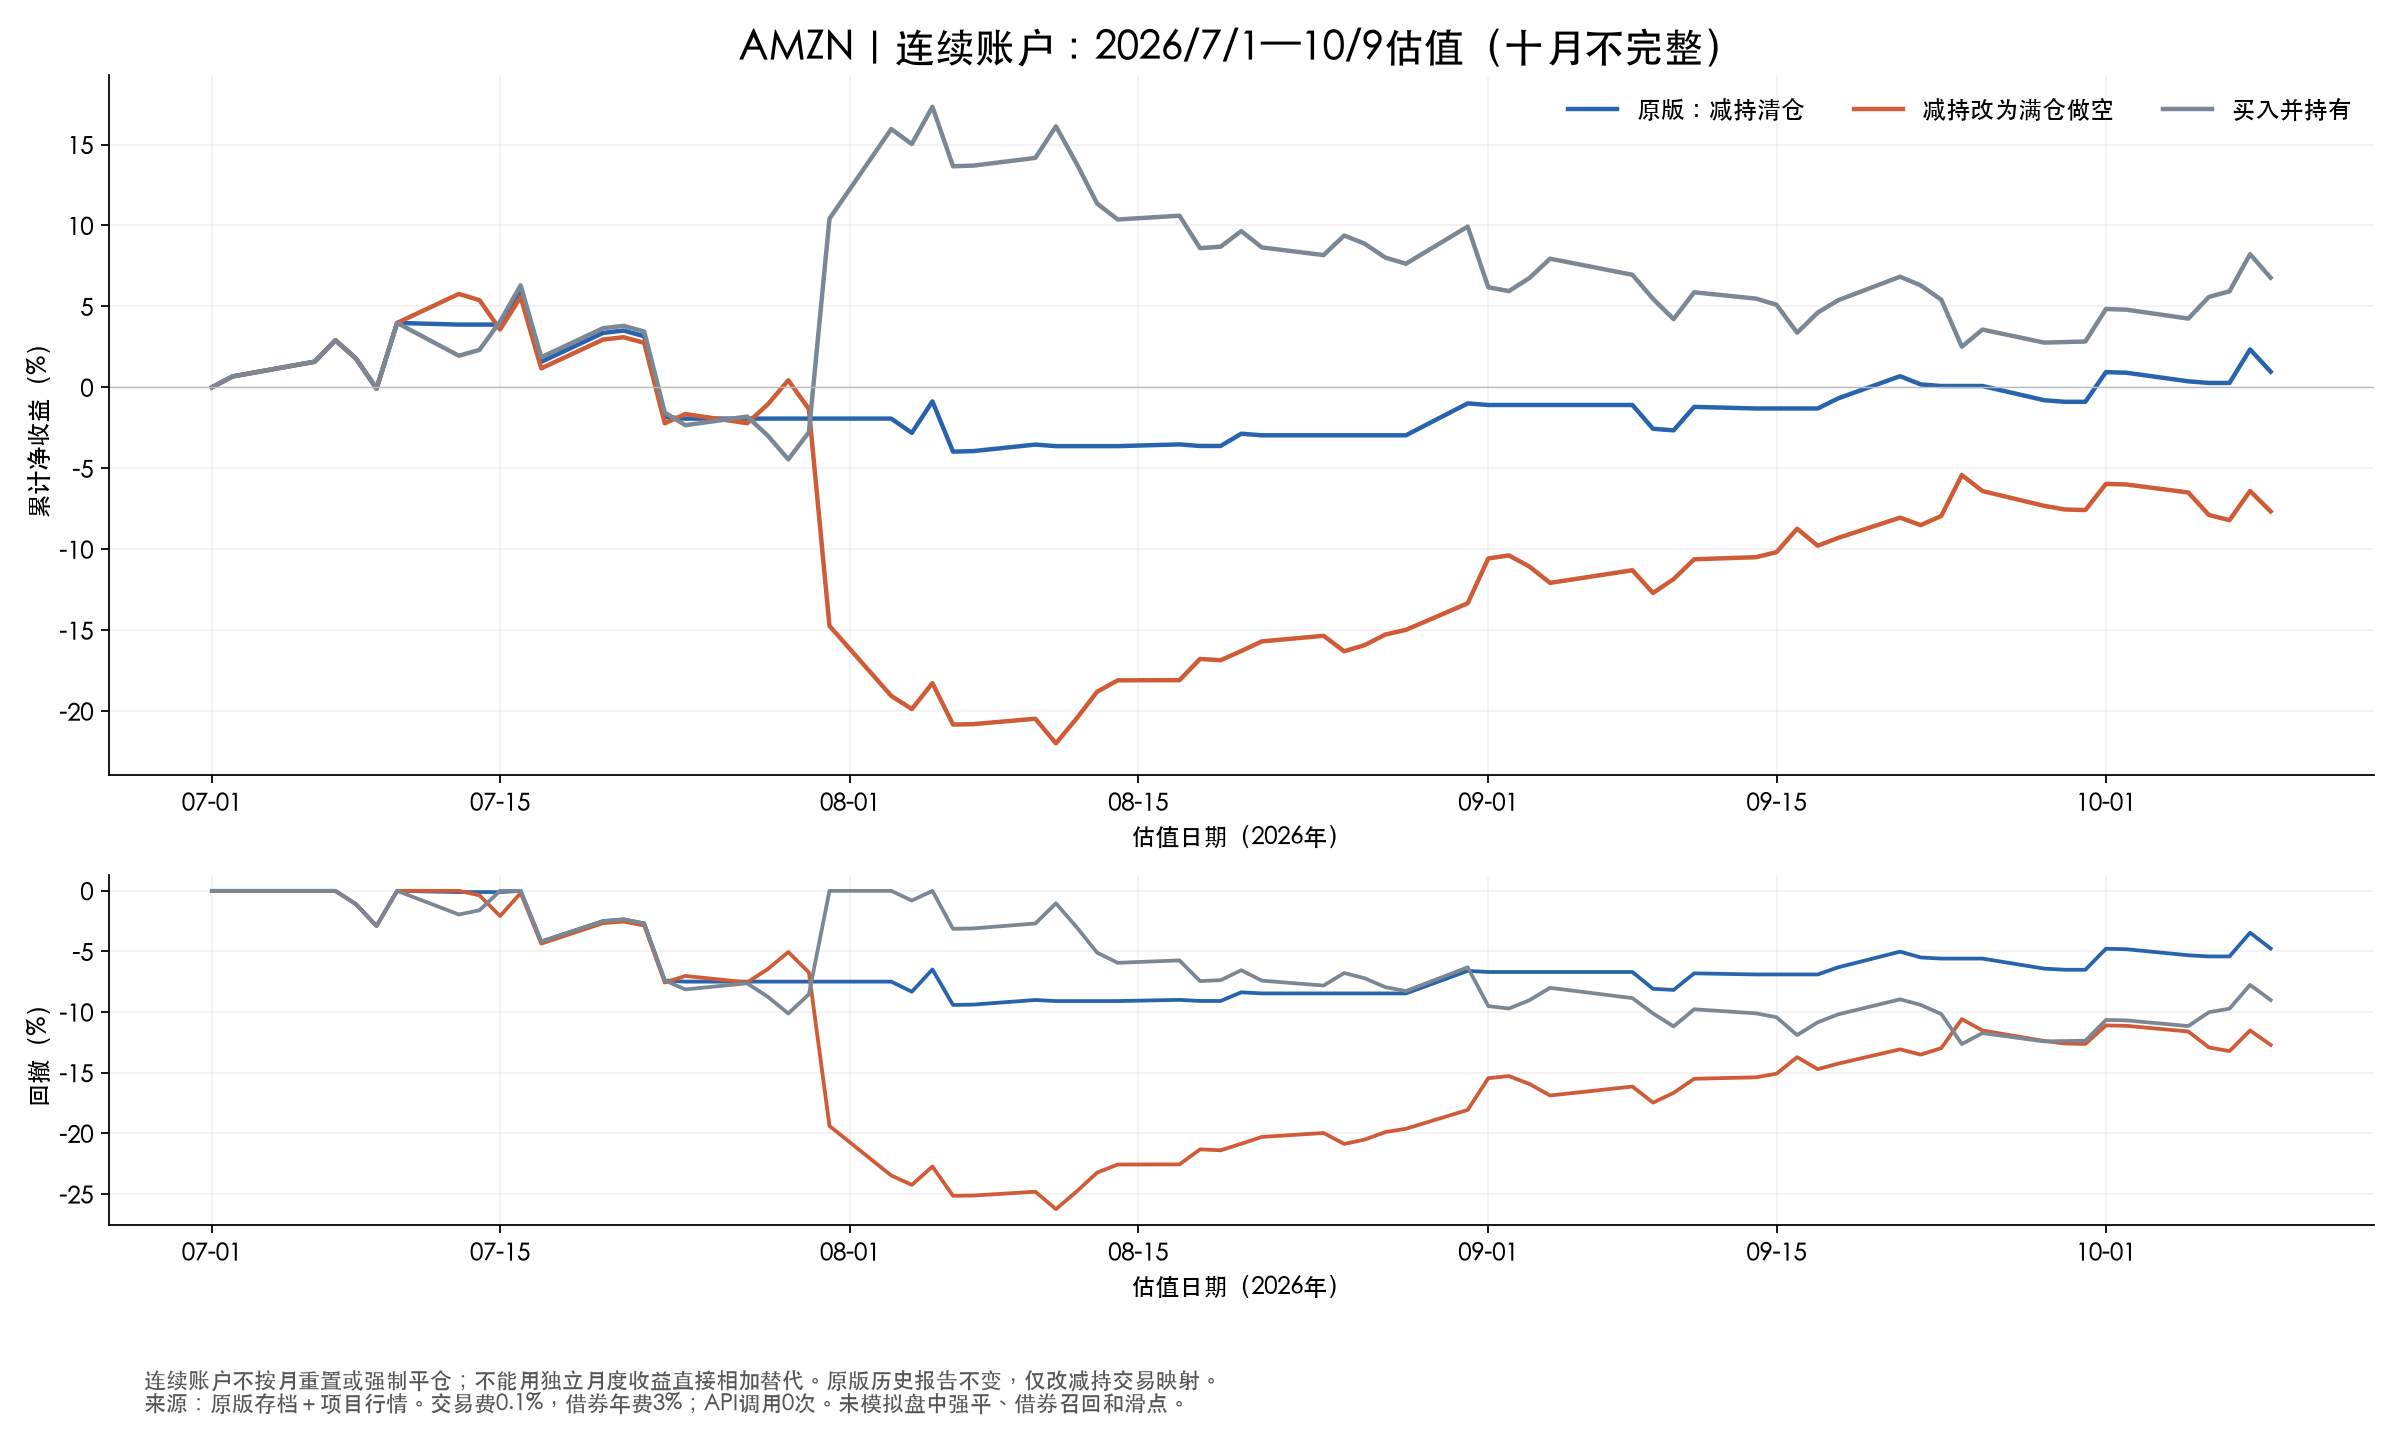 AMZN | 连续账户：2026/7/1—10/9估值（十月不完整）
原版：减持清仓
减持改为满仓做空
买入并持有
累计净收益（%）
15
10
5
0
-5
-10
-15
-20
07-01
07-15
08-01
08-15
09-01
09-15
10-01
估值日期（2026年）
回撤（%）
0
-5
-10
-15
-20
-25
07-01
07-15
08-01
08-15
09-01
09-15
10-01
估值日期（2026年）
连续账户不按月重置或强制平仓；不能用独立月度收益直接相加替代。原版历史报告不变，仅改减持交易映射。
来源：原版存档＋项目行情。交易费0.1%，借券年费3%；API调用0次。未模拟盘中强平、借券召回和滑点。